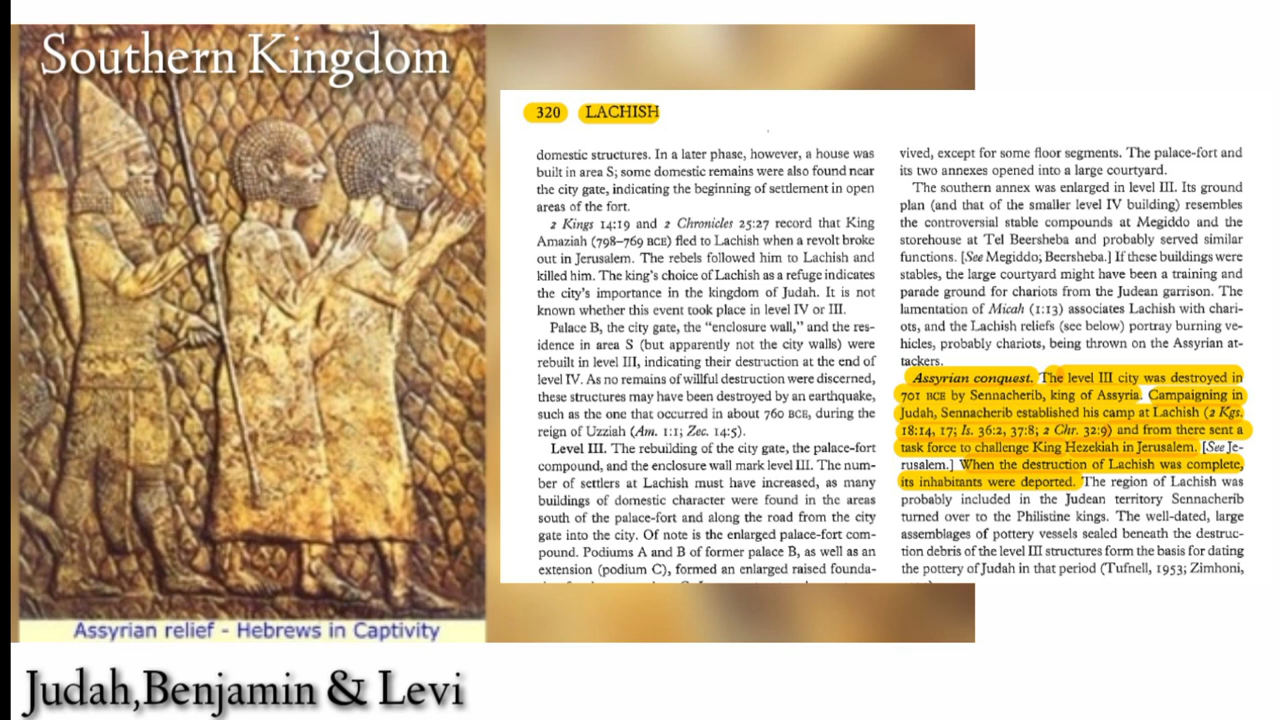 Southern Kingdom
Assyrian relief - Hebrews in Captivity
Judah,Benjamin & Levi
320 LACHISH
domestic structures. In a later phase, however, a house was
built in area S; some domestic remains were also found near
the city gate, indicating the beginning of settlement in open
areas of the fort.
2 Kings 14:19 and 2 Chronicles 25:27 record that King
Amaziah (798–769 BCE) fled to Lachish when a revolt broke
out in Jerusalem. The rebels followed him to Lachish and
killed him. The king's choice of Lachish as a refuge indicates
the city's importance in the kingdom of Judah. It is not
known whether this event took place in level IV or III.
Palace B, the city gate, the "enclosure wall," and the res-
idence in area S (but apparently not the city walls) were
rebuilt in level III, indicating their destruction at the end of
level IV. As no remains of willful destruction were discerned,
these structures may have been destroyed by an earthquake,
such as the one that occurred in about 760 BCE, during the
reign of Uzziah (Am. 1:1; Zec. 14:5).
Level III. The rebuilding of the city gate, the palace-fort
compound, and the enclosure wall mark level III. The num-
ber of settlers at Lachish must have increased, as many
buildings of domestic character were found in the areas
south of the palace-fort and along the road from the city
gate into the city. Of note is the enlarged palace-fort com-
pound. Podiums A and B of former palace B, as well as an
extension (podium C), formed an enlarged raised founda-
vived, except for some floor segments. The palace-fort and
its two annexes opened into a large courtyard.
The southern annex was enlarged in level III. Its ground
plan (and that of the smaller level IV building) resembles
the controversial stable compounds at Megiddo and the
storehouse at Tel Beersheba and probably served similar
functions. [See Megiddo; Beersheba.] If these buildings were
stables, the large courtyard might have been a training and
parade ground for chariots from the Judean garrison. The
lamentation of Micah (1:13) associates Lachish with chari-
ots, and the Lachish reliefs (see below) portray burning ve-
hicles, probably chariots, being thrown on the Assyrian at-
tackers.
Assyrian conquest. The level III city was destroyed in
701 BCE by Sennacherib, king of Assyria. Campaigning in
Judah, Sennacherib established his camp at Lachish (2 Kgs.
18:14, 17; Is. 36:2, 37:8; 2 Chr. 32:9) and from there sent a
task force to challenge King Hezekiah in Jerusalem. [See Je-
rusalem.] When the destruction of Lachish was complete,
its inhabitants were deported. The region of Lachish was
probably included in the Judean territory Sennacherib
turned over to the Philistine kings. The well-dated, large
assemblages of pottery vessels sealed beneath the destruc-
tion debris of the level III structures form the basis for dating
the pottery of Judah in that period (Tufnell, 1953; Zimhoni,